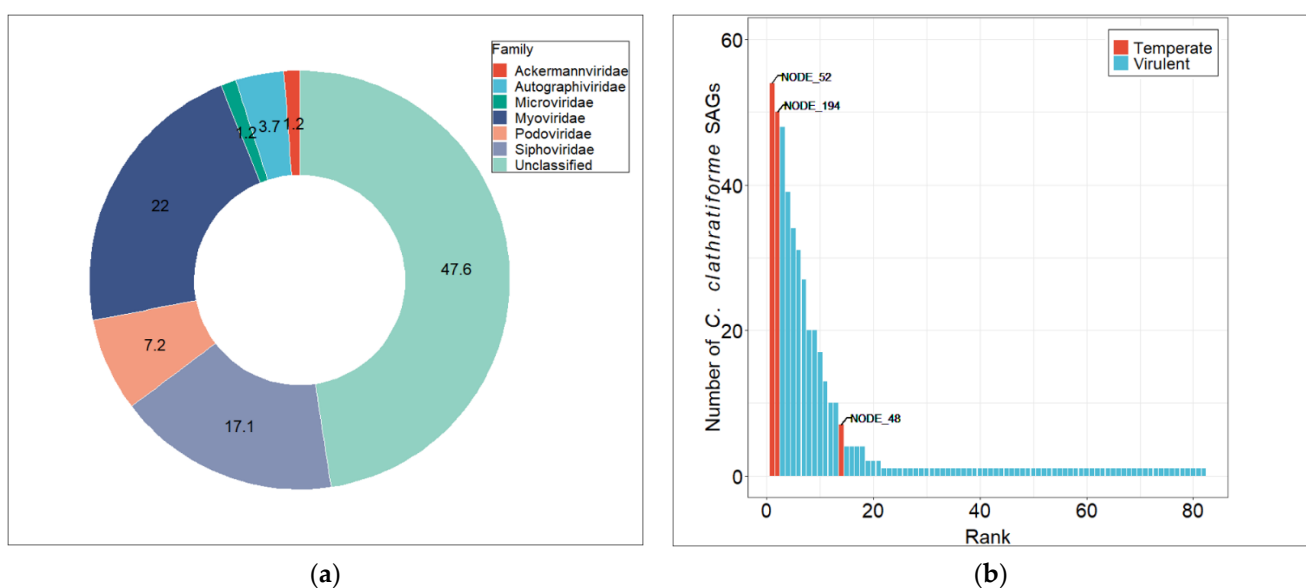 Family
Ackermannviridae
Autographiviridae
Microviridae
Myoviridae
Podoviridae
Siphoviridae
Unclassified
1.2
3.7
1.2
22
47.6
7.2
17.1
(a)
Temperate
Virulent
NODE_52
NODE_194
NODE_48
Number of C. clathratiforme SAGs
60
40
20
0
0 20 40 60 80
Rank
(b)